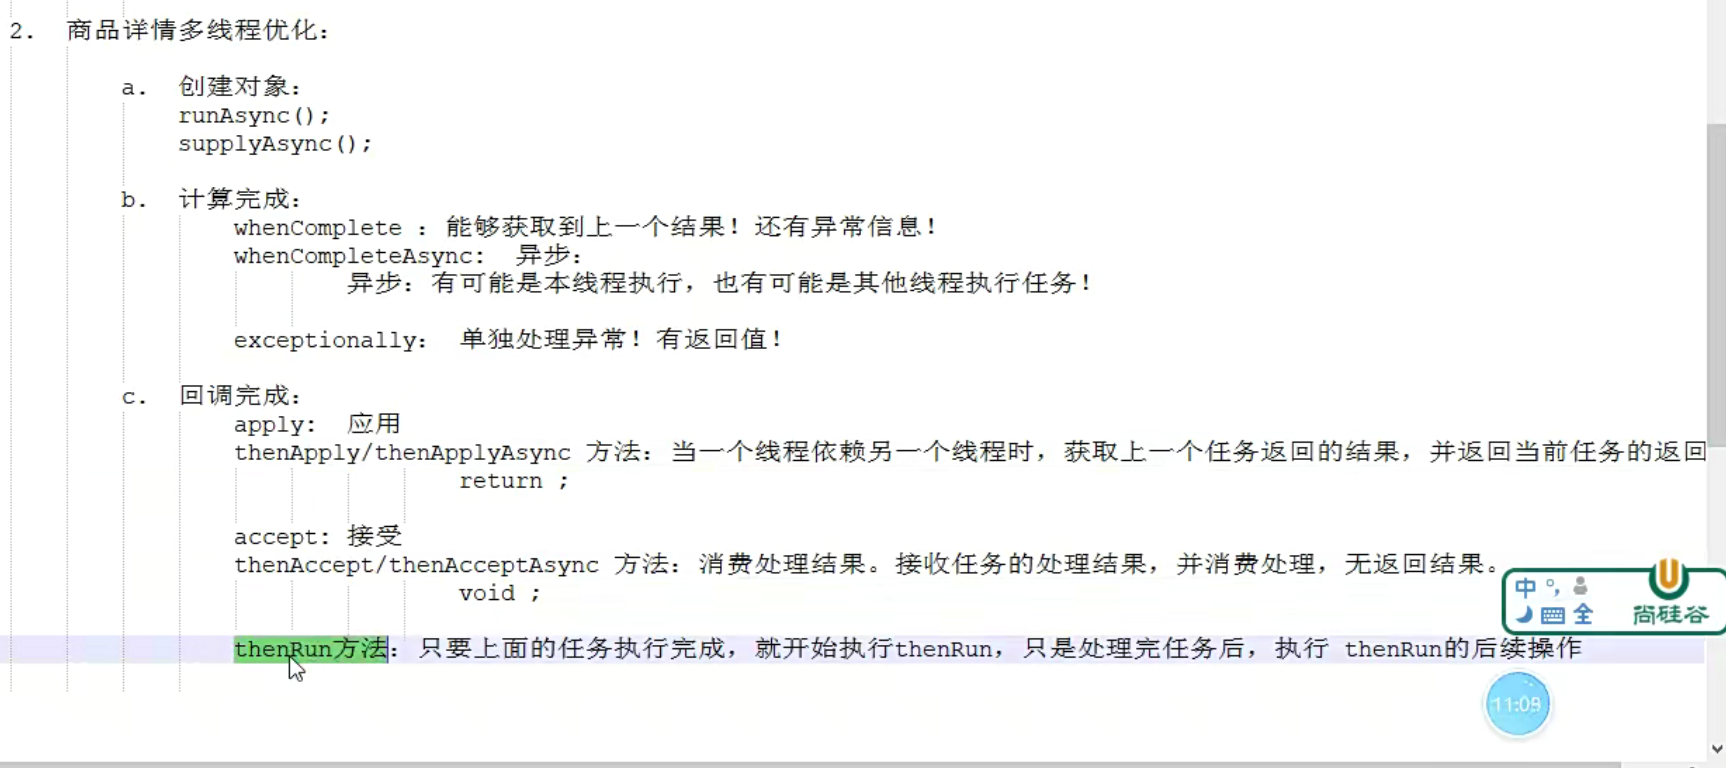 2. 商品详情多线程优化：
a. 创建对象：
runAsync();
supplyAsync();
b. 计算完成：
whenComplete ：能够获取到上一个结果！还有异常信息！
whenCompleteAsync: 异步：
异步：有可能是本线程执行，也有可能是其他线程执行任务！
exceptionally: 单独处理异常！有返回值！
c. 回调完成：
apply: 应用
thenApply/thenApplyAsync 方法：当一个线程依赖另一个线程时，获取上一个任务返回的结果，并返回当前任务的返回
return ;
accept: 接受
thenAccept/thenAcceptAsync 方法：消费处理结果。接收任务的处理结果，并消费处理，无返回结果。
void ;
thenRun方法：只要上面的任务执行完成，就开始执行thenRun，只是处理完任务后，执行 thenRun的后续操作
中 °,
全
尚硅谷
11:09